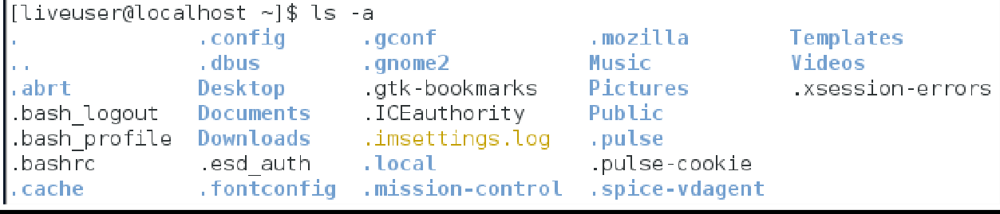 [liveuser@localhost ~]$ ls -a
. .config .gconf .mozilla Templates
.. .dbus .gnome2 Music Videos
.abrt Desktop .gtk-bookmarks Pictures .xsession-errors
.bash_logout Documents .ICEauthority Public
.bash_profile Downloads .imsettings.log .pulse
.bashrc .esd_auth .local .pulse-cookie
.cache .fontconfig .mission-control .spice-vdagent